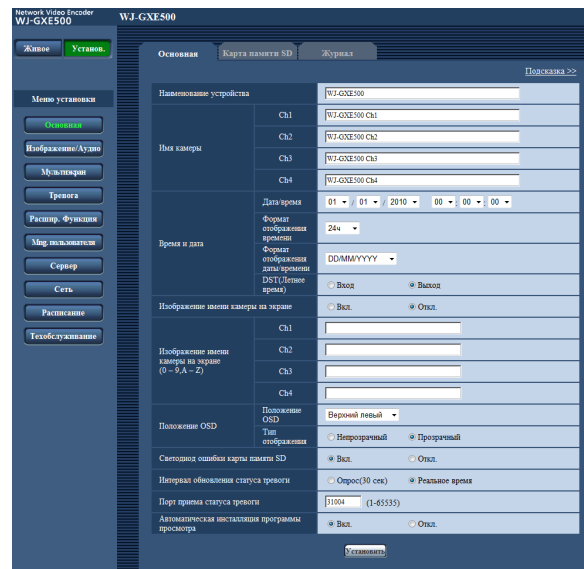 Network Video Encoder
WJ-GXE500
WJ-GXE500
Живое
Установ.
Основная
Карта памяти SD
Журнал
Подсказка >>
Меню установки
Основная
Изображение/Аудио
Мультиэкран
Тревога
Расшир. Функция
Mng. пользователя
Сервер
Сеть
Расписание
Техобслуживание
Наименование устройства
WJ-GXE500
Имя камеры
Ch1
WJ-GXE500 Ch1
Ch2
WJ-GXE500 Ch2
Ch3
WJ-GXE500 Ch3
Ch4
WJ-GXE500 Ch4
Время и дата
Дата/время
01 / 01 / 2010 00 : 00 : 00
Формат
отображения
времени
24ч
Формат
отображения
даты/времени
DD/MM/YYYY
DST(Летнее
время)
Вход
Выход
Изображение имени камеры на экране
Вкл.
Откл.
Изображение имени
камеры на экране
(0 – 9,A – Z)
Ch1
Ch2
Ch3
Ch4
Положение OSD
Положение
OSD
Верхний левый
Тип
отображения
Непрозрачный
Прозрачный
Светодиод ошибки карты памяти SD
Вкл.
Откл.
Интервал обновления статуса тревоги
Опрос(30 сек)
Реальное время
Порт приема статуса тревоги
31004 (1-65535)
Автоматическая инсталляция программы
просмотра
Вкл.
Откл.
Установить